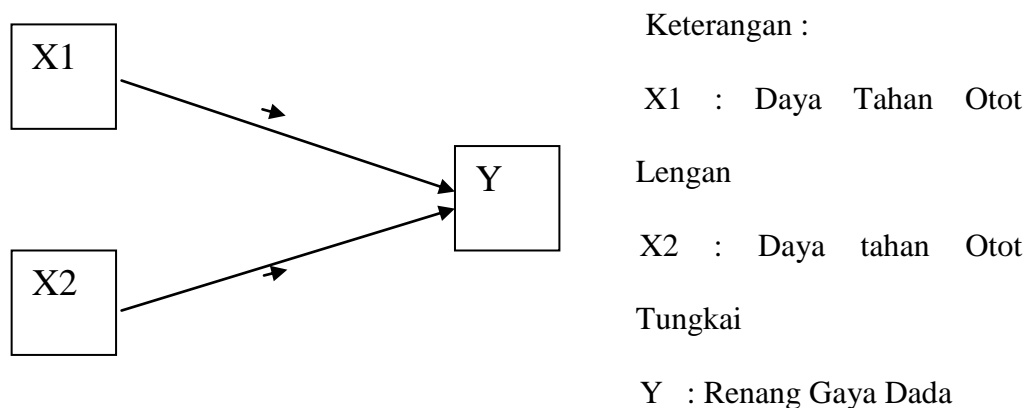 X1
X2
Y
Keterangan :
X1 : Daya Tahan Otot
Lengan
X2 : Daya tahan Otot
Tungkai
Y : Renang Gaya Dada